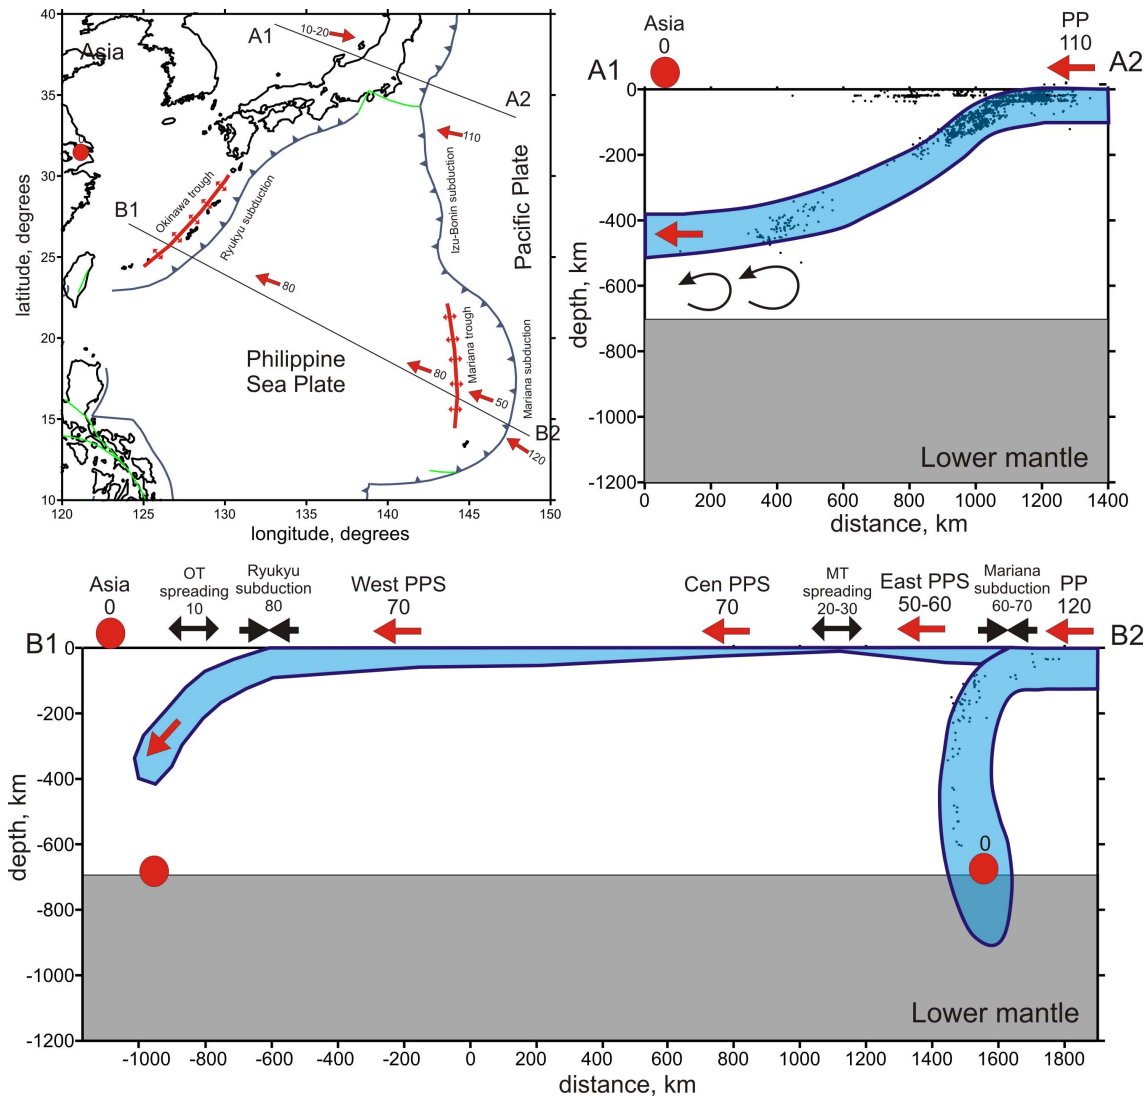 40
35
30
25
20
15
10
120
125
130
135
140
145
150
latitude, degrees
longitude, degrees
Asia
0
A1
A2
B1
B2
10-20
110
80
80
50
120
Okinawa trough
Ryukyu subduction
Izu-Bonin subduction
Pacific Plate
Mariana trough
Mariana subduction
Philippine
Sea Plate
Asia
0
PP
110
A1
A2
0
-200
-400
-600
-800
-1000
-1200
depth, km
Lower mantle
0
200
400
600
800
1000
1200
1400
distance, km
Asia
0
OT
spreading
10
Ryukyu
subduction
80
West PPS
70
Cen PPS
70
MT
spreading
20-30
East PPS
50-60
Mariana
subduction
60-70
PP
120
B1
B2
0
-200
-400
-600
-800
-1000
-1200
depth, km
0
Lower mantle
-1000
-800
-600
-400
-200
0
200
400
600
800
1000
1200
1400
1600
1800
distance, km